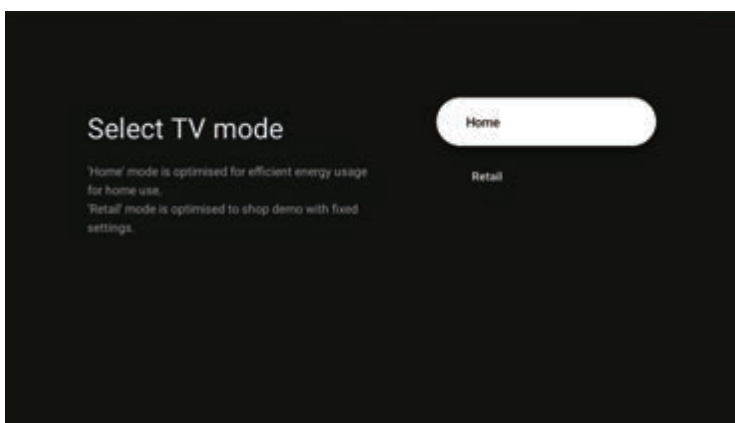 Select TV mode
'Home' mode is optimised for efficient energy usage
for home use.
'Retail' mode is optimised to shop demo with fixed
settings.
Home
Retail